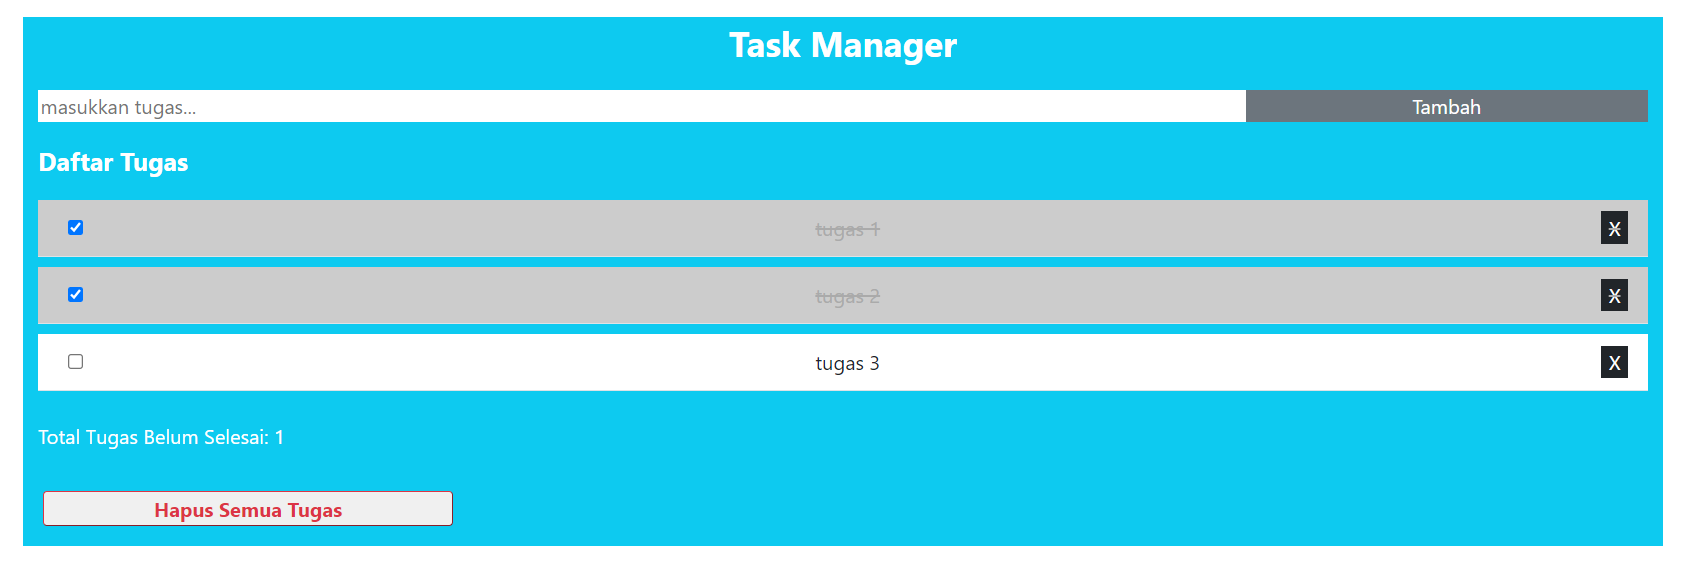 Task Manager
masukkan tugas...
Tambah
Daftar Tugas
tugas 1
X
tugas 2
X
tugas 3
X
Total Tugas Belum Selesai: 1
Hapus Semua Tugas